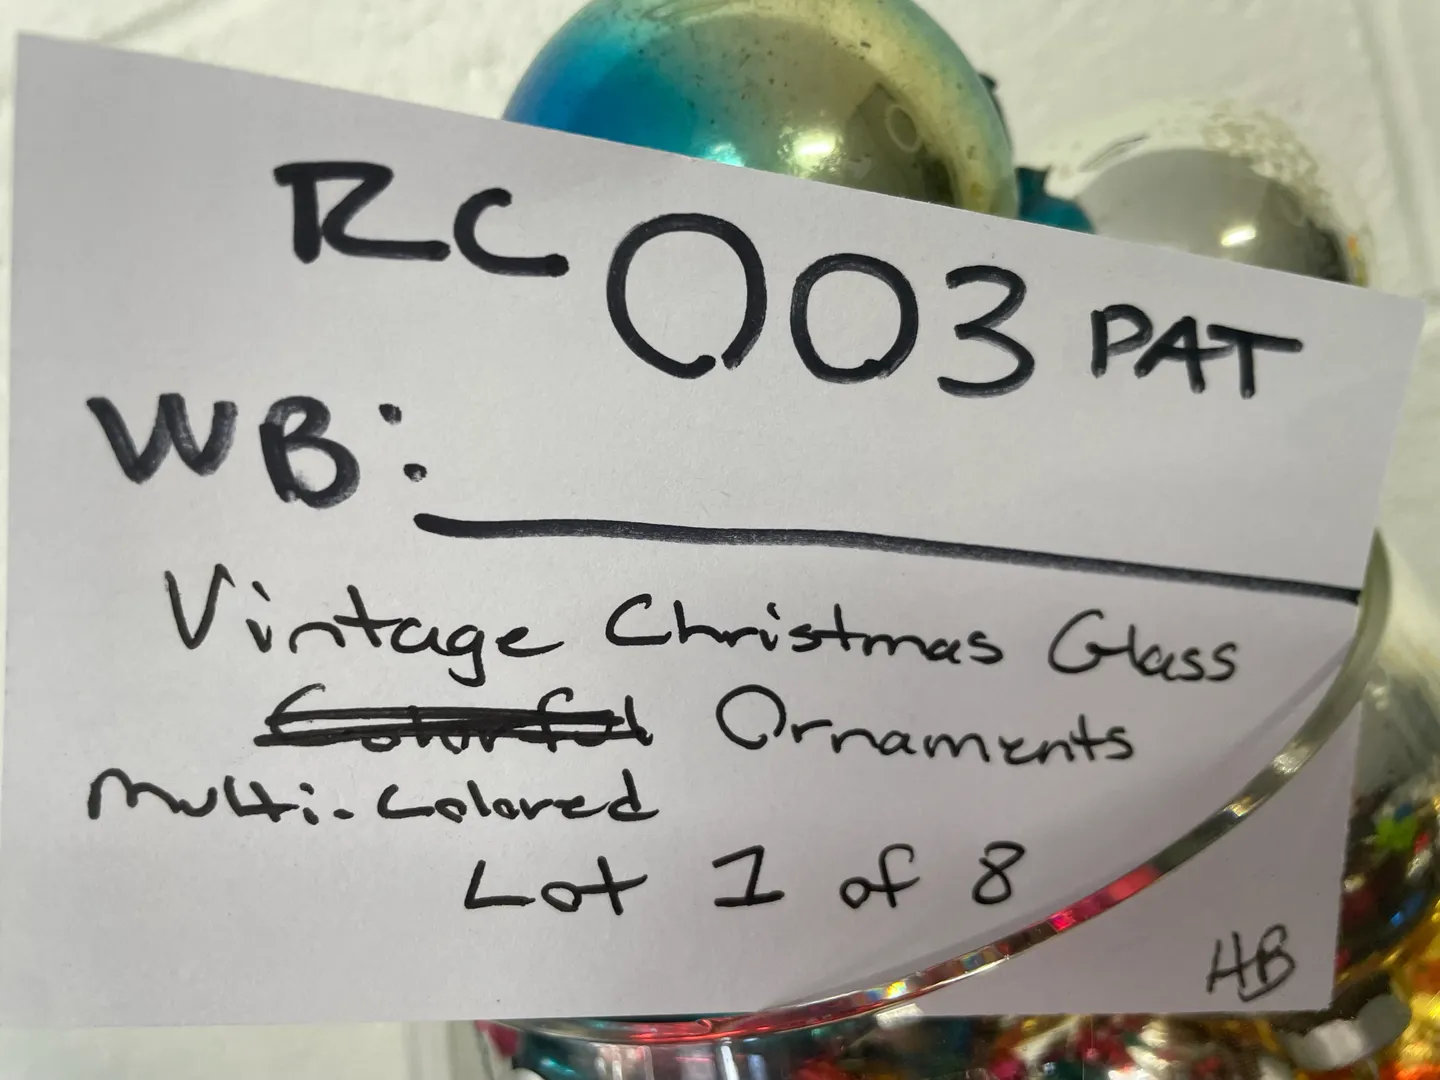 RC 003 PAT
WB:
Vintage Christmas Glass
Colorful Ornaments
Multi-Colored
Lot 1 of 8
HB